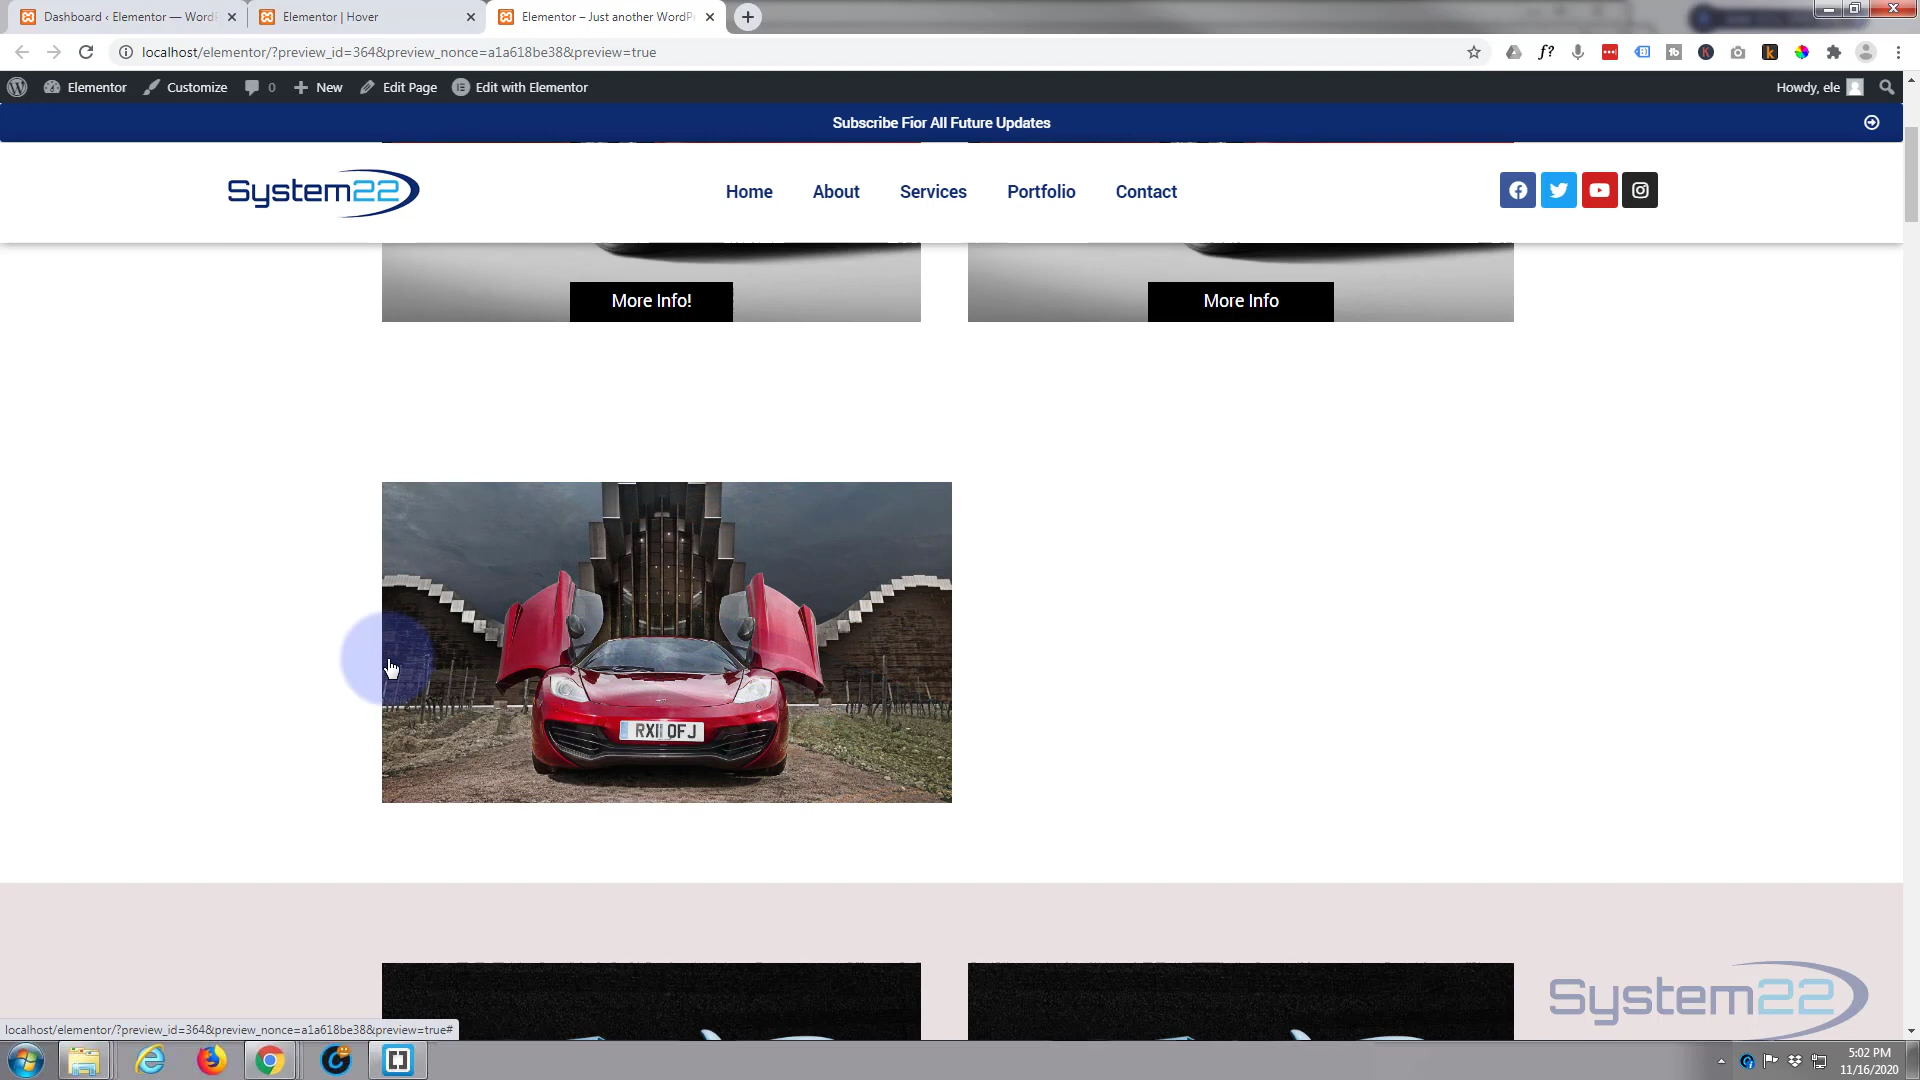 Dashboard ‹ Elementor — Word
Elementor | Hover
Elementor – Just another WordP
localhost/elementor/?preview_id=364&preview_nonce=a1a618be38&preview=true
f?
Elementor
Customize
0
New
Edit Page
Edit with Elementor
Howdy, ele
Subscribe Fior All Future Updates
System22
Home
About
Services
Portfolio
Contact
More Info!
More Info
RX11 OFJ
System22
localhost/elementor/?preview_id=364&preview_nonce=a1a618be38&preview=true#
5:02 PM
11/16/2020